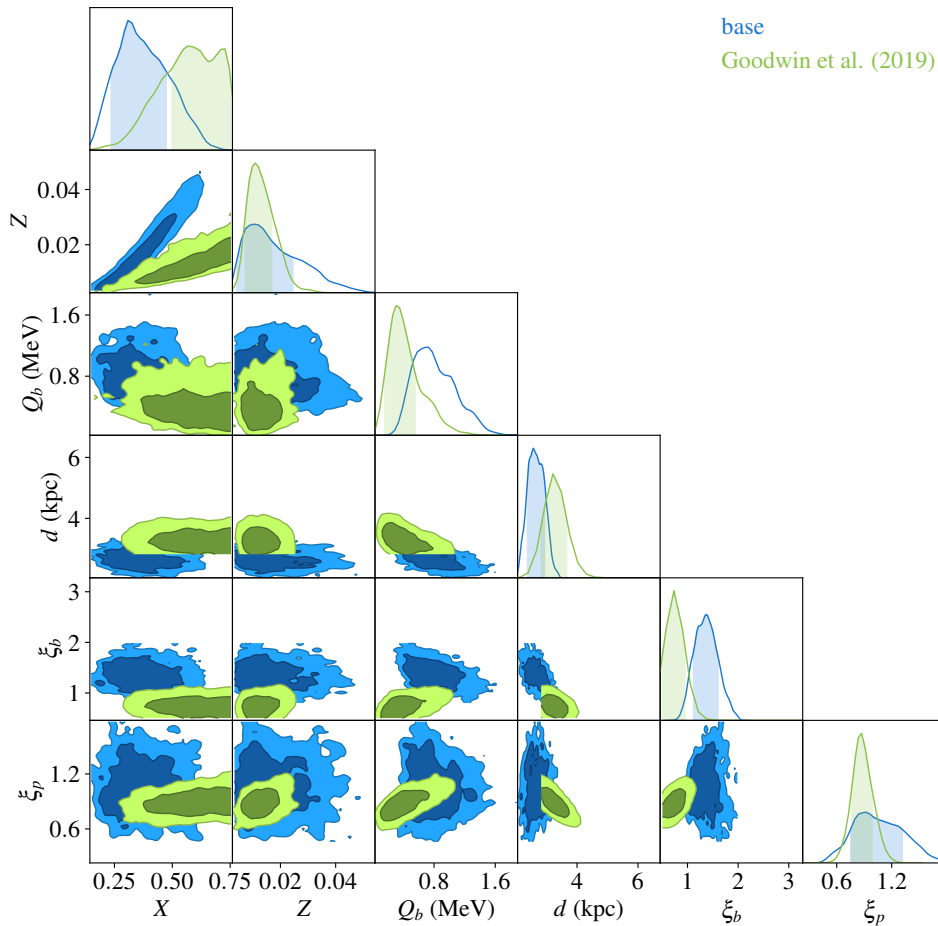 base
Goodwin et al. (2019)
Z
0.04
0.02
Q_b (MeV)
1.6
0.8
d (kpc)
6
4
ξ_b
3
2
1
ξ_p
1.2
0.6
0.25 0.50 0.75 0.02 0.04 0.8 1.6 4 6 1 2 3 0.6 1.2
X Z Q_b (MeV) d (kpc) ξ_b ξ_p